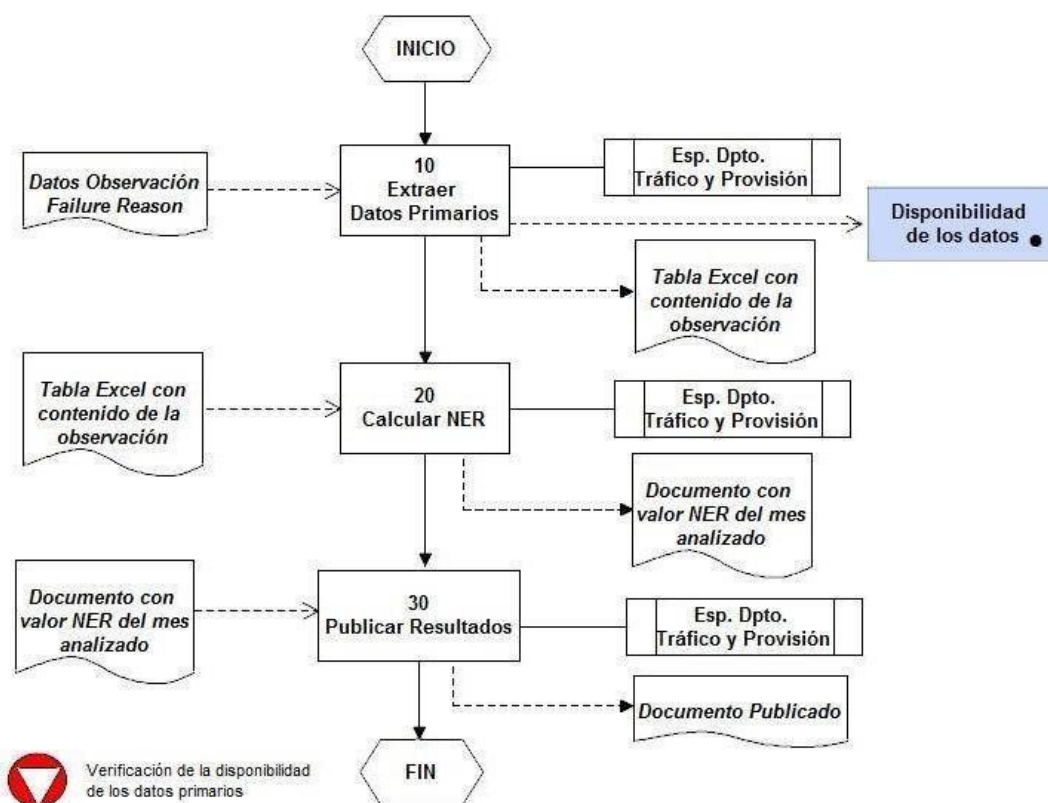 INICIO
Datos Observación
Failure Reason
10
Extraer
Datos Primarios
Esp. Dpto.
Tráfico y Provisión
Disponibilidad
de los datos
Tabla Excel con
contenido de la
observación
Tabla Excel con
contenido de la
observación
20
Calcular NER
Esp. Dpto.
Tráfico y Provisión
Documento con
valor NER del mes
analizado
Documento con
valor NER del mes
analizado
30
Publicar Resultados
Esp. Dpto.
Tráfico y Provisión
Documento Publicado
FIN
Verificación de la disponibilidad
de los datos primarios